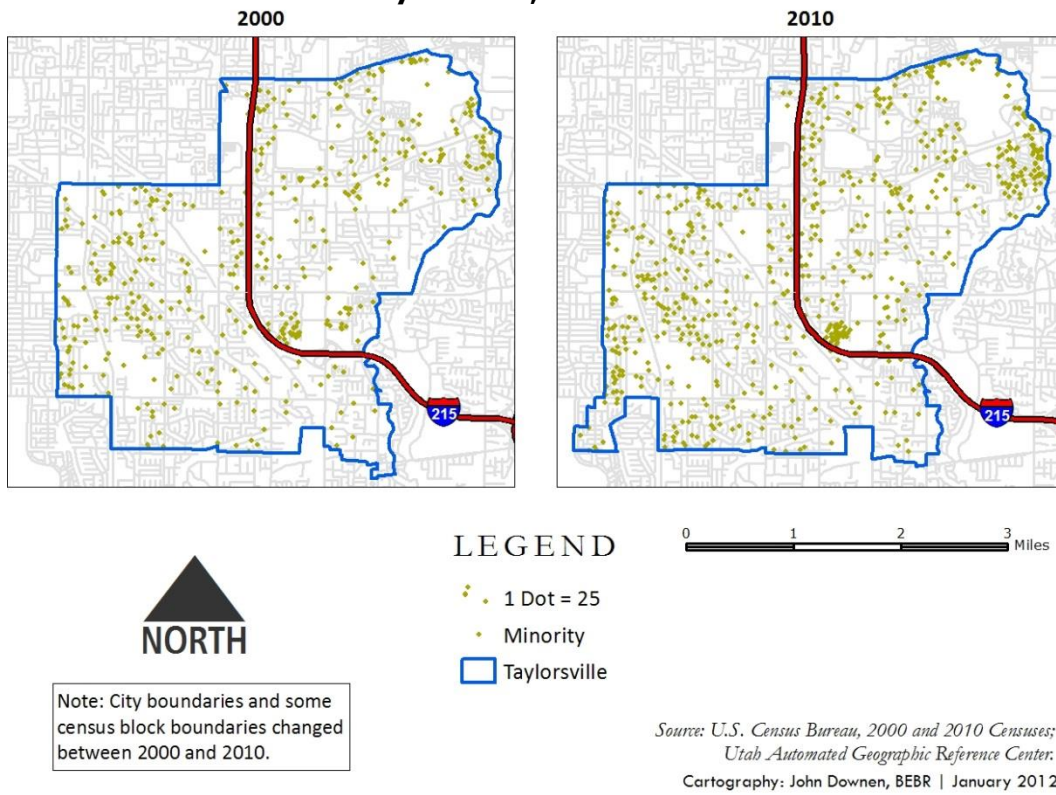 2000
2010
215
215
LEGEND
1 Dot = 25
Minority
Taylorsville
0 1 2 3 Miles
NORTH
Note: City boundaries and some
census block boundaries changed
between 2000 and 2010.
Source: U.S. Census Bureau, 2000 and 2010 Censuses;
Utah Automated Geographic Reference Center.
Cartography: John Downen, BEBR | January 2012